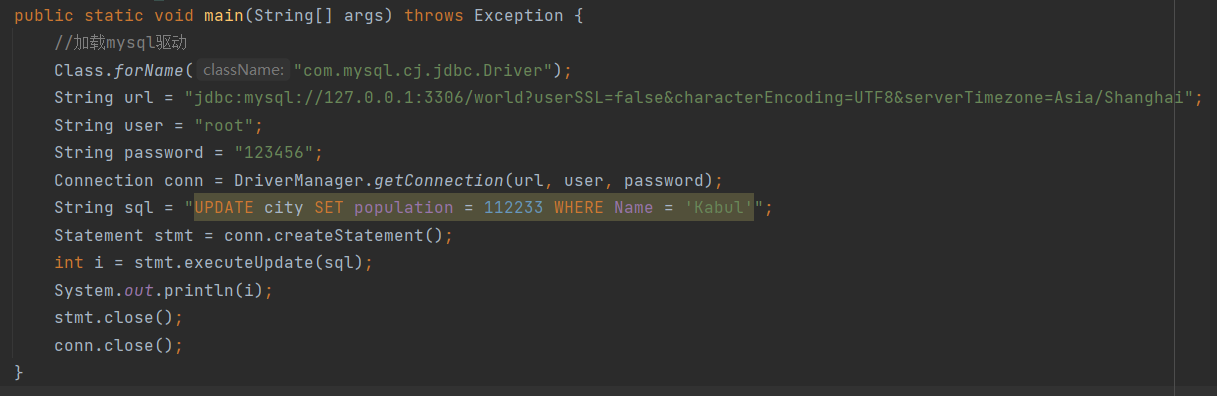 public static void main(String[] args) throws Exception {
//加载mysql驱动
Class.forName( className: "com.mysql.cj.jdbc.Driver");
String url = "jdbc:mysql://127.0.0.1:3306/world?userSSL=false&characterEncoding=UTF8&serverTimezone=Asia/Shanghai";
String user = "root";
String password = "123456";
Connection conn = DriverManager.getConnection(url, user, password);
String sql = "UPDATE city SET population = 112233 WHERE Name = 'Kabul'";
Statement stmt = conn.createStatement();
int i = stmt.executeUpdate(sql);
System.out.println(i);
stmt.close();
conn.close();
}